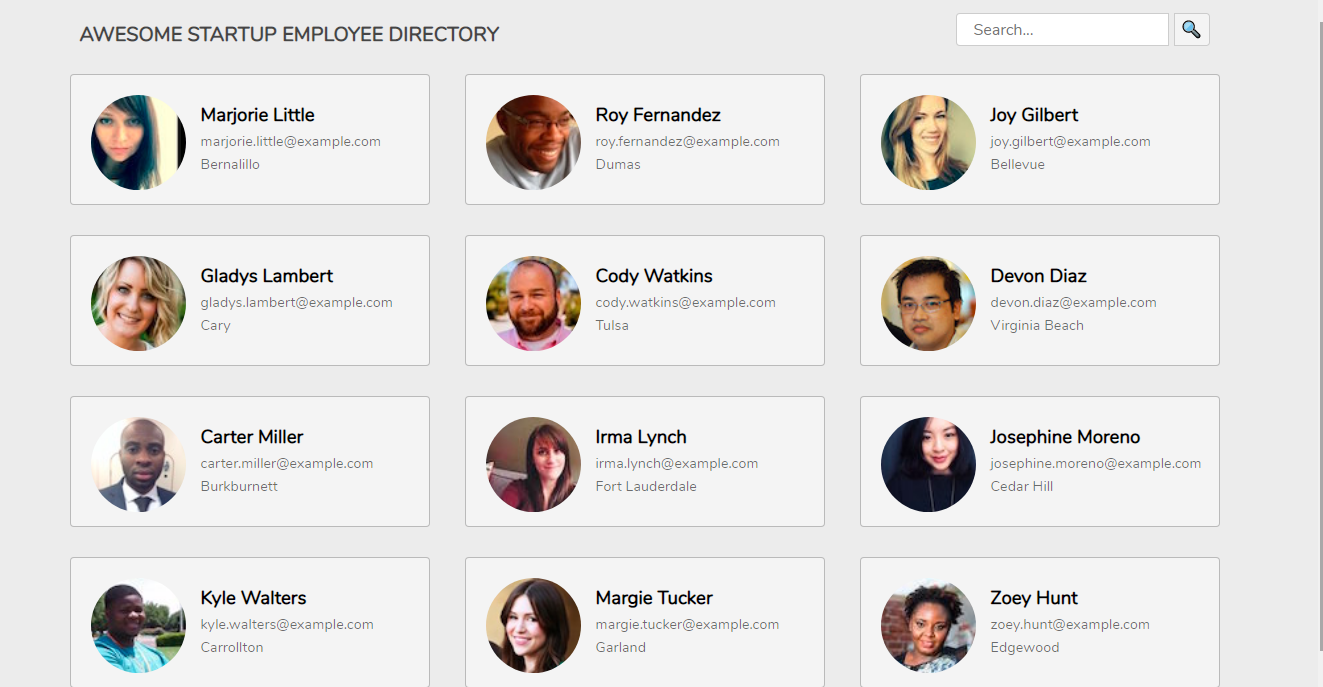 AWESOME STARTUP EMPLOYEE DIRECTORY
Search...
Marjorie Little
marjorie.little@example.com
Bernalillo
Roy Fernandez
roy.fernandez@example.com
Dumas
Joy Gilbert
joy.gilbert@example.com
Bellevue
Gladys Lambert
gladys.lambert@example.com
Cary
Cody Watkins
cody.watkins@example.com
Tulsa
Devon Diaz
devon.diaz@example.com
Virginia Beach
Carter Miller
carter.miller@example.com
Burkburnett
Irma Lynch
irma.lynch@example.com
Fort Lauderdale
Josephine Moreno
josephine.moreno@example.com
Cedar Hill
Kyle Walters
kyle.walters@example.com
Carrollton
Margie Tucker
margie.tucker@example.com
Garland
Zoey Hunt
zoey.hunt@example.com
Edgewood